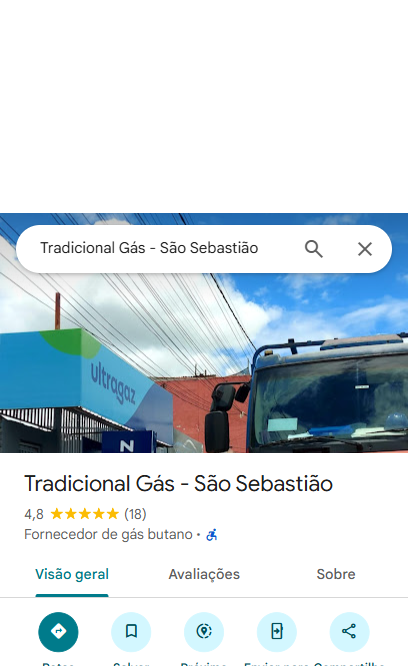 Tradicional Gás - São Sebastião
ultragaz
N
Tradicional Gás - São Sebastião
4,8 (18)
Fornecedor de gás butano ·
Visão geral
Avaliações
Sobre